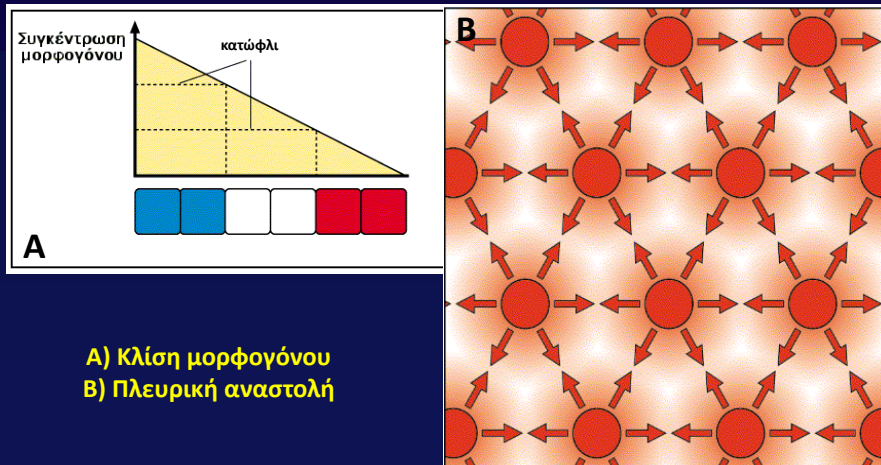 Συγκέντρωση
μορφογόνου
κατώφλι
A
B
Α) Κλίση μορφογόνου
Β) Πλευρική αναστολή